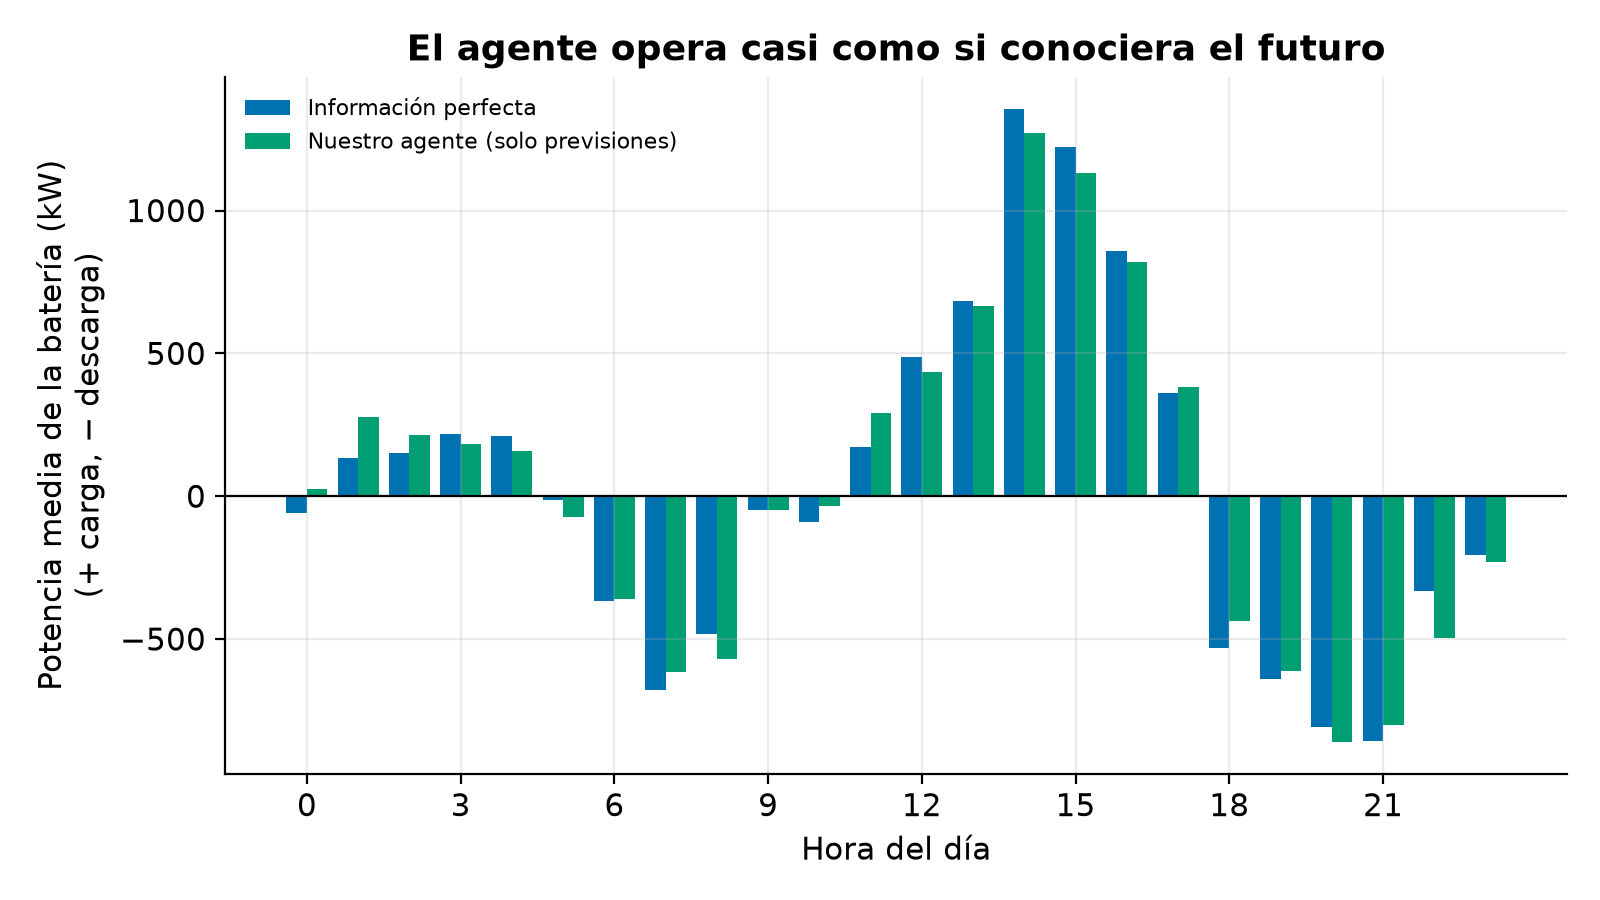 El agente opera casi como si conociera el futuro
Información perfecta
Nuestro agente (solo previsiones)
Potencia media de la batería (kW)
(+ carga, − descarga)
1000
500
0
−500
0 3 6 9 12 15 18 21
Hora del día